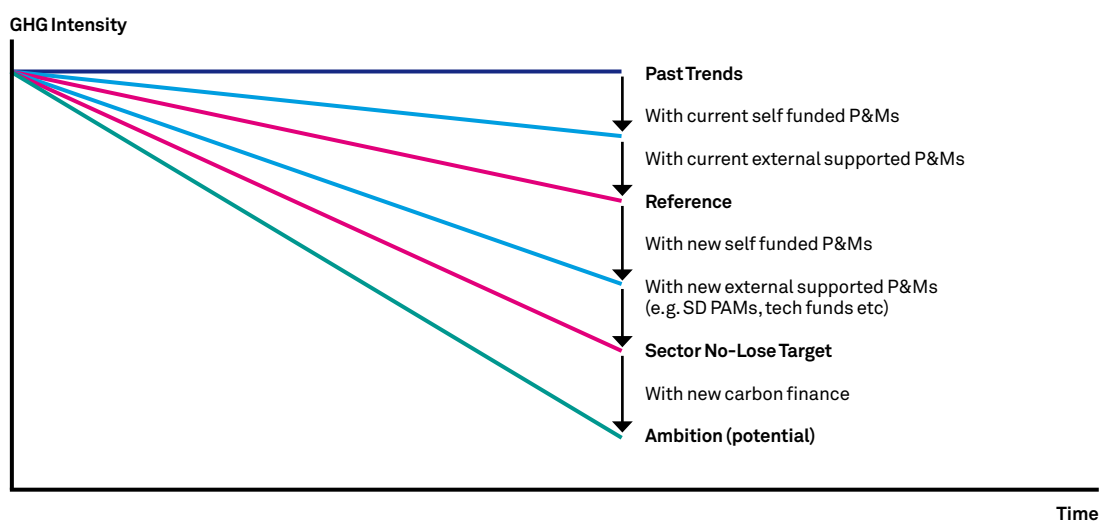 GHG Intensity
Past Trends
With current self funded P&Ms
With current external supported P&Ms
Reference
With new self funded P&Ms
With new external supported P&Ms
(e.g. SD PAMs, tech funds etc)
Sector No-Lose Target
With new carbon finance
Ambition (potential)
Time